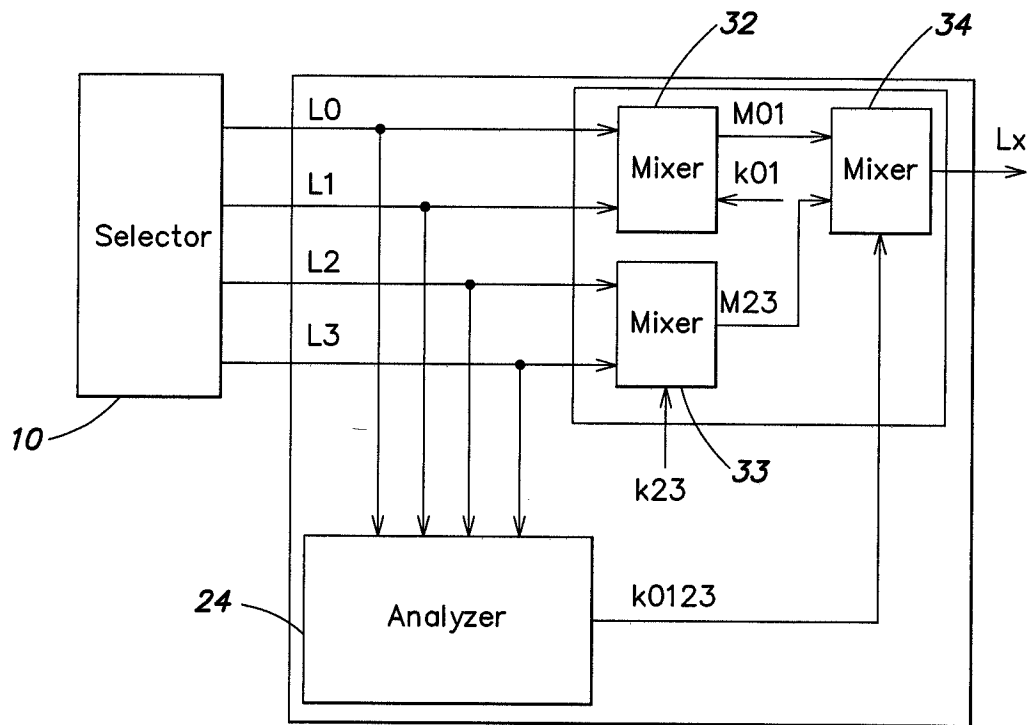 32
34
L0
M01
Lx
Mixer
k01
Mixer
L1
Selector
L2
M23
Mixer
L3
10
33
k23
24
Analyzer
k0123